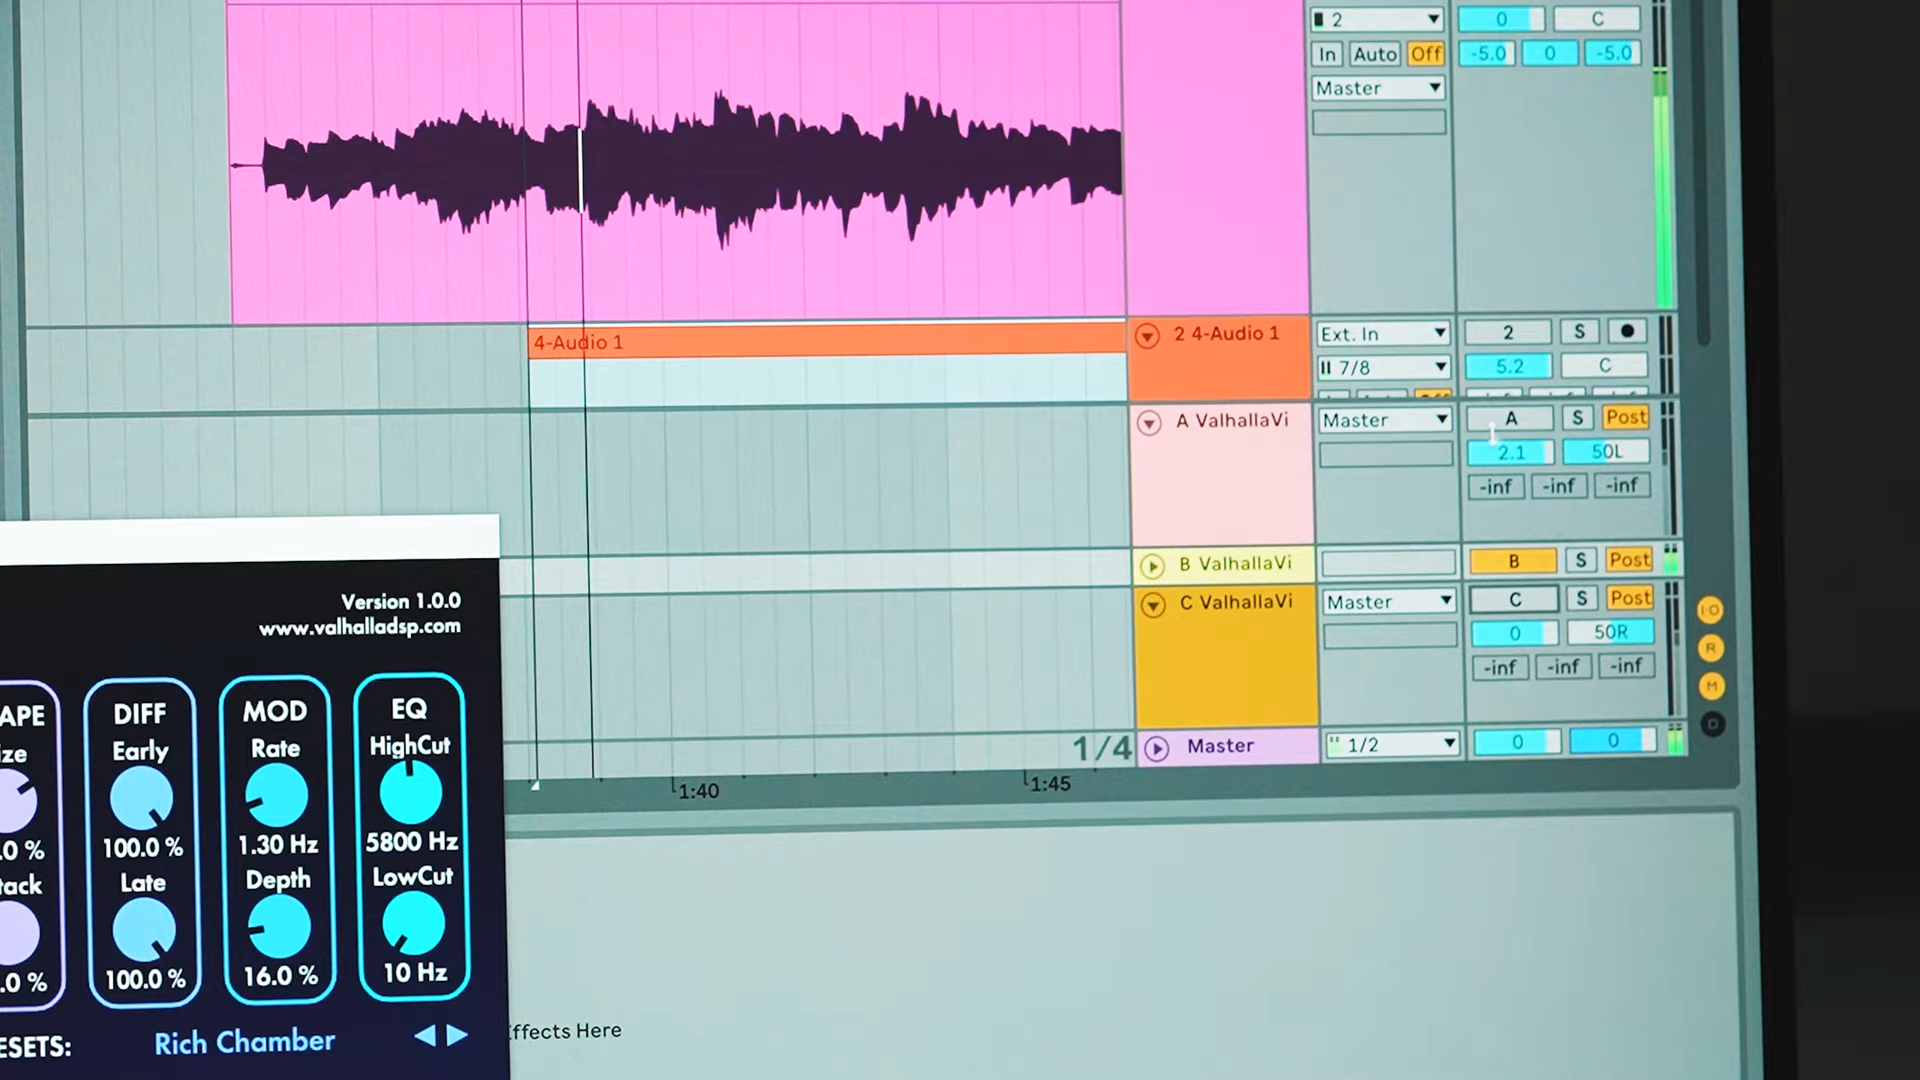 2 0 C
In Auto Off -5.0 0 -5.0
Master
4-Audio 1
2 4-Audio 1 Ext. In 2 S
7/8 5.2 C
A ValhallaVi Master A S Post
2.1 50L
-inf -inf -inf
B ValhallaVi B S Post
C ValhallaVi Master C S Post
0 50R
-inf -inf -inf
1/4 Master 1/2 0 0
1:40 1:45
I·O
R
M
D
Version 1.0.0
www.valhalladsp.com
APE DIFF MOD EQ
ize Early Rate HighCut
.0 % 100.0 % 1.30 Hz 5800 Hz
tack Late Depth LowCut
.0 % 100.0 % 16.0 % 10 Hz
ESETS: Rich Chamber
ffects Here